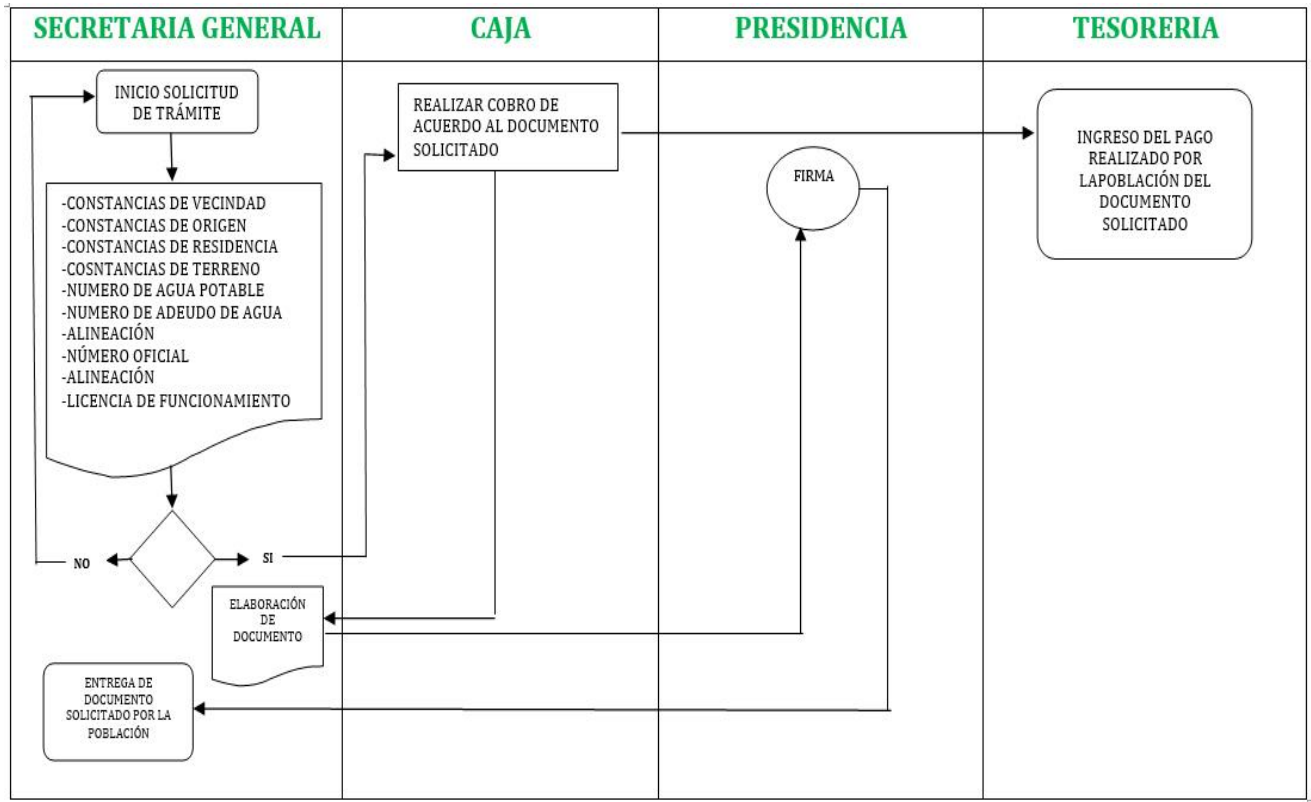 SECRETARIA GENERAL
CAJA
PRESIDENCIA
TESORERIA
INICIO SOLICITUD
DE TRÁMITE
-CONSTANCIAS DE VECINDAD
-CONSTANCIAS DE ORIGEN
-CONSTANCIAS DE RESIDENCIA
-COSNTANCIAS DE TERRENO
-NUMERO DE AGUA POTABLE
-NUMERO DE ADEUDO DE AGUA
-ALINEACIÓN
-NÚMERO OFICIAL
-ALINEACIÓN
-LICENCIA DE FUNCIONAMIENTO
NO
SI
REALIZAR COBRO DE
ACUERDO AL DOCUMENTO
SOLICITADO
ELABORACIÓN
DE
DOCUMENTO
FIRMA
ENTREGA DE
DOCUMENTO
SOLICITADO POR LA
POBLACIÓN
INGRESO DEL PAGO
REALIZADO POR
LAPOBLACIÓN DEL
DOCUMENTO
SOLICITADO